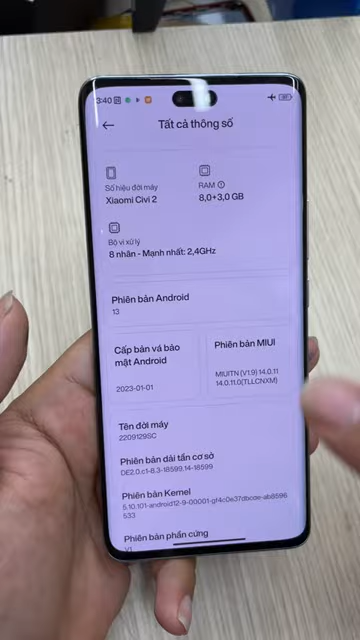 3:40
Tất cả thông số
Số hiệu đời máy
Xiaomi Civi 2
RAM
8,0+3,0 GB
Bộ vi xử lý
8 nhân - Mạnh nhất: 2,4GHz
Phiên bản Android
13
Cấp bản vá bảo
mật Android
2023-01-01
Phiên bản MIUI
MIUITN (V1.9) 14.0.11
14.0.11.0(TLLCNXM)
Tên đời máy
2209129SC
Phiên bản dải tần cơ sở
DE2.0.c1-8.3-18599.14-18599
Phiên bản Kernel
5.10.101-android12-9-00001-gf4c0e37dbcde-ab8596
533
Phiên bản phần cứng
V1